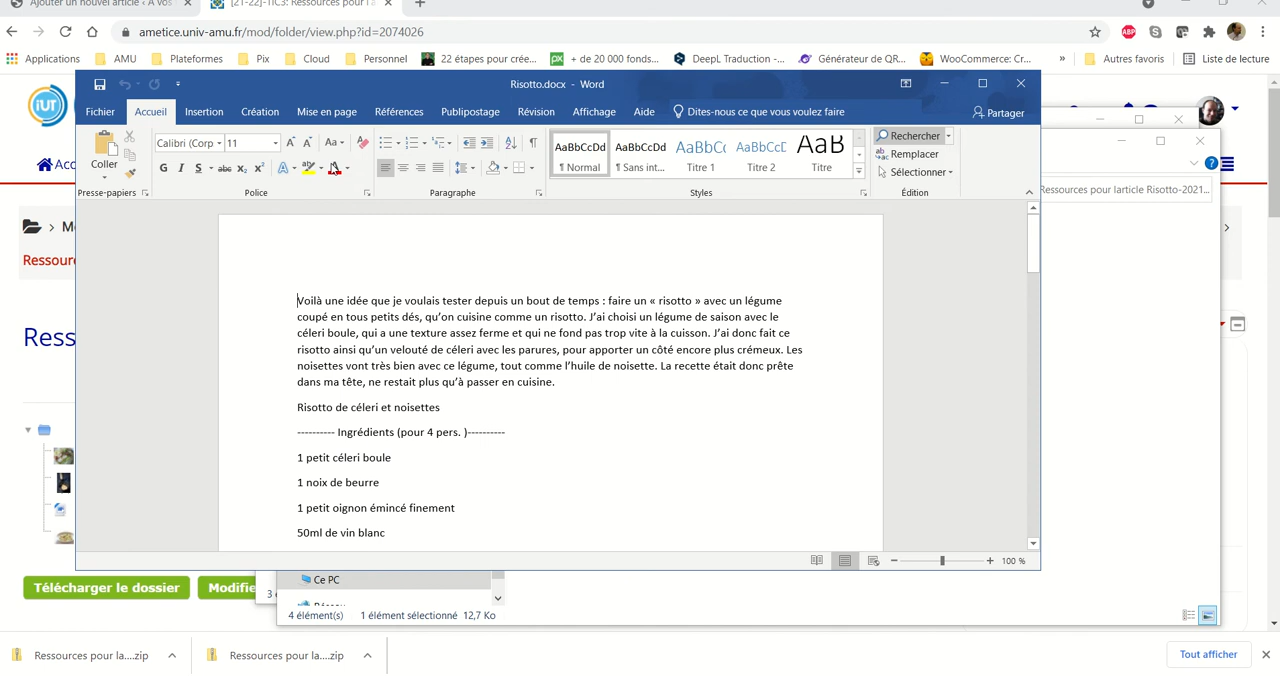 Ajouter un nouvel article ‹ A vos
[21-22]-TIC3: Ressources pour l'a
ametice.univ-amu.fr/mod/folder/view.php?id=2074026
ABP
Applications
AMU
Plateformes
Pix
Cloud
Personnel
22 étapes pour crée...
+ de 20 000 fonds...
DeepL Traduction -...
Générateur de QR...
WooCommerce: Cr...
»
Autres favoris
Liste de lecture
Risotto.docx - Word
Fichier
Accueil
Insertion
Création
Mise en page
Références
Publipostage
Révision
Affichage
Aide
Dites-nous ce que vous voulez faire
Partager
Coller
Calibri (Corp
11
AaBbCcDd
¶ Normal
AaBbCcDd
¶ Sans int...
AaBbCc
Titre 1
AaBbCcE
Titre 2
AaB
Titre
Rechercher
Remplacer
Sélectionner
Presse-papiers
Police
Paragraphe
Styles
Édition
iUT
Acc
Ressources pour larticle Risotto-2021...
Ressour
Ress
Voilà une idée que je voulais tester depuis un bout de temps : faire un « risotto » avec un légume
coupé en tous petits dés, qu'on cuisine comme un risotto. J'ai choisi un légume de saison avec le
céleri boule, qui a une texture assez ferme et qui ne fond pas trop vite à la cuisson. J'ai donc fait ce
risotto ainsi qu'un velouté de céleri avec les parures, pour apporter un côté encore plus crémeux. Les
noisettes vont très bien avec ce légume, tout comme l'huile de noisette. La recette était donc prête
dans ma tête, ne restait plus qu'à passer en cuisine.
Risotto de céleri et noisettes
---------- Ingrédients (pour 4 pers. )----------
1 petit céleri boule
1 noix de beurre
1 petit oignon émincé finement
50ml de vin blanc
100 %
Télécharger le dossier
Modifie
Ce PC
Réseau
4 élément(s)
1 élément sélectionné 12,7 Ko
Ressources pour la....zip
Ressources pour la....zip
Tout afficher